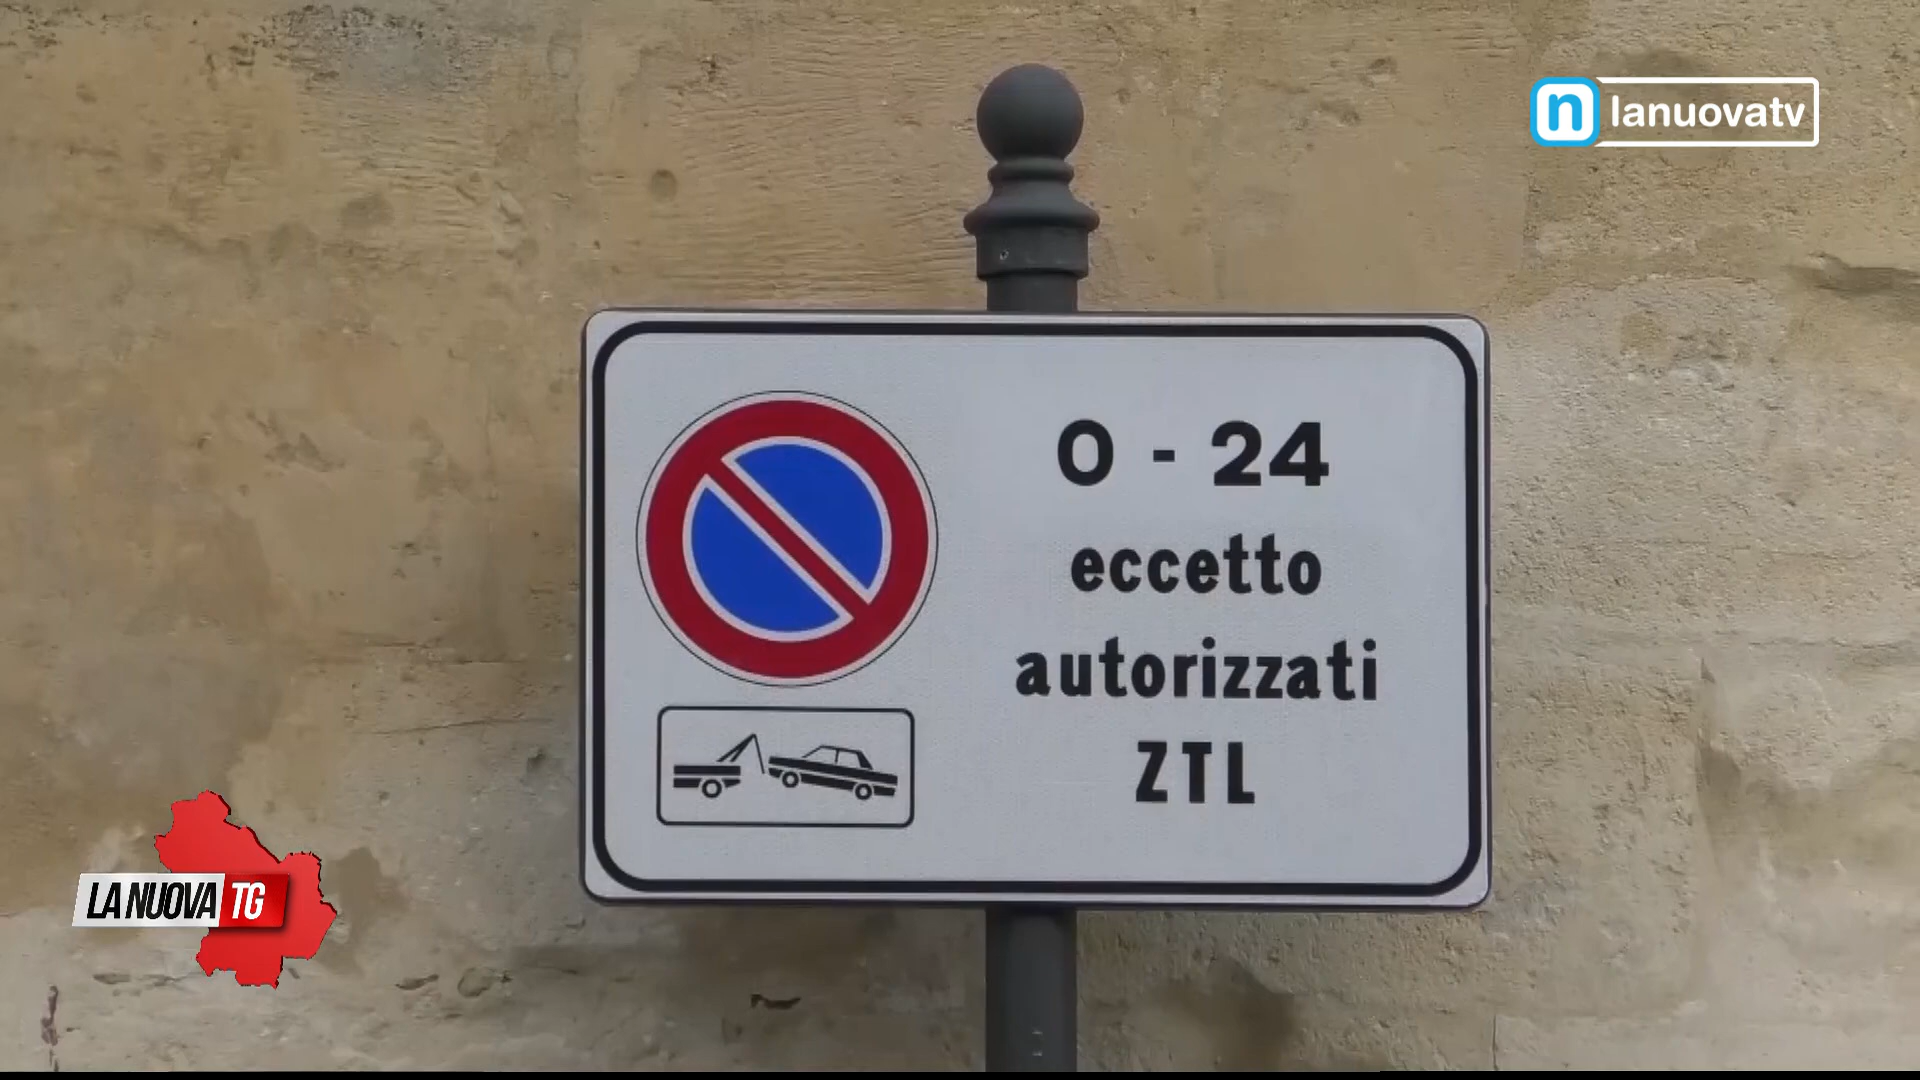 n lanuovatv
0 - 24
eccetto
autorizzati
ZTL
LA NUOVA TG